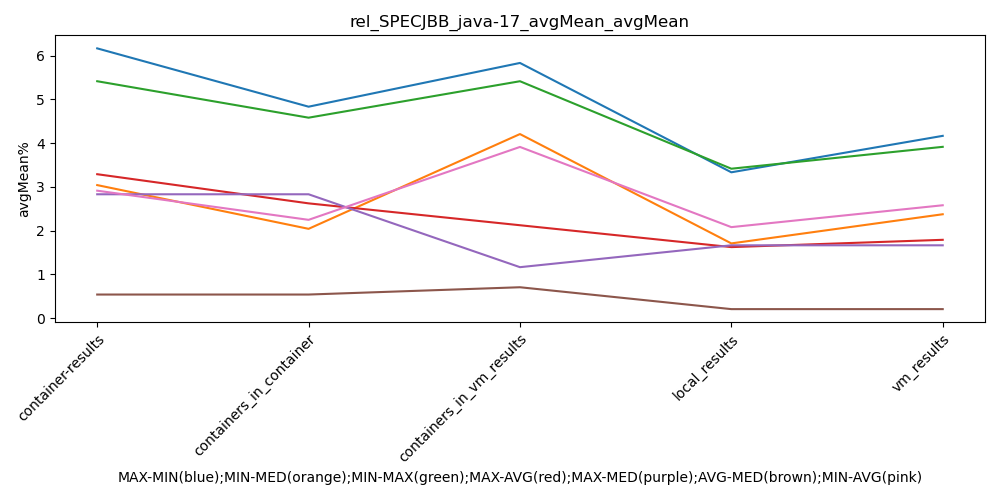 rel_SPECJBB_java-17_avgMean_avgMean
avgMean%
6
5
4
3
2
1
0
container-results
containers_in_container
containers_in_vm_results
local_results
vm_results
MAX-MIN(blue);MIN-MED(orange);MIN-MAX(green);MAX-AVG(red);MAX-MED(purple);AVG-MED(brown);MIN-AVG(pink)